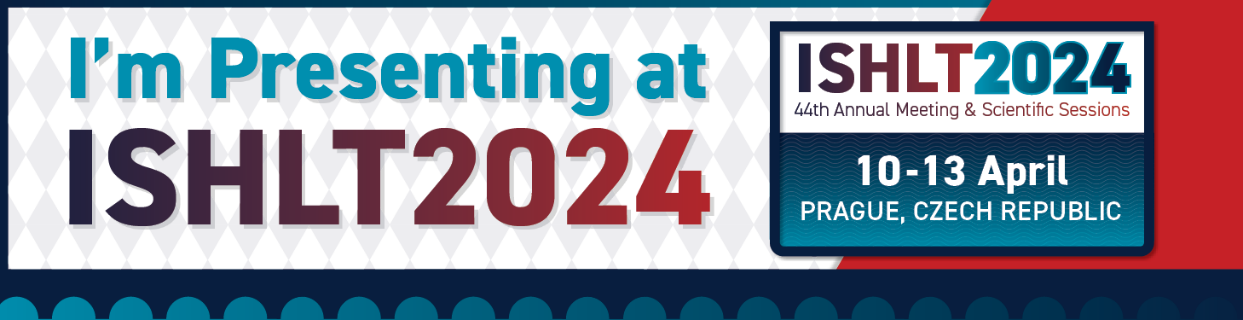 I'm Presenting at
ISHLT2024
ISHLT2024
44th Annual Meeting & Scientific Sessions
10-13 April
PRAGUE, CZECH REPUBLIC